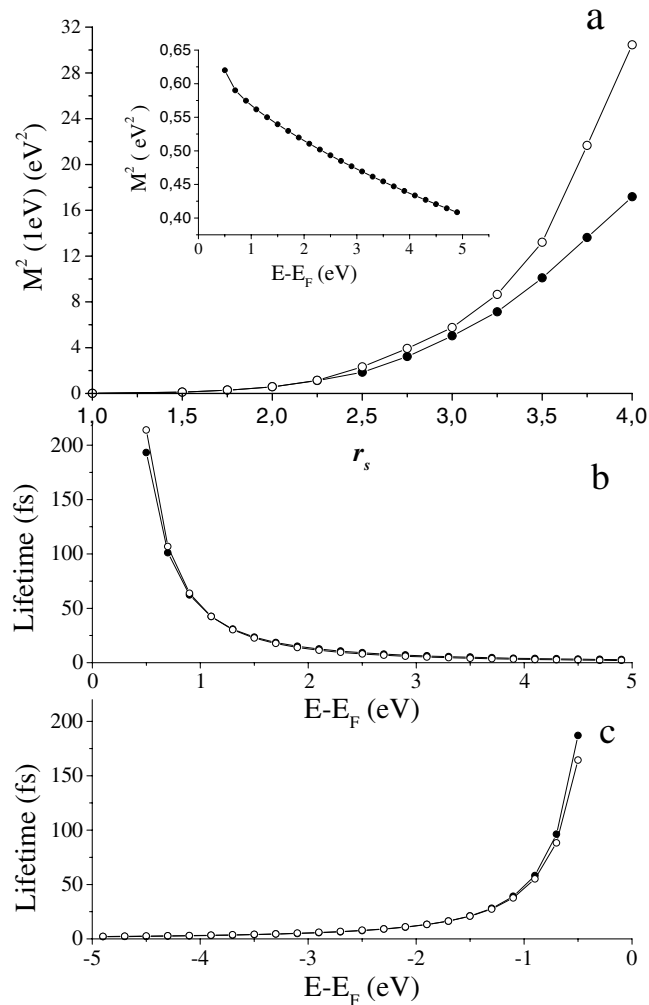 a
M² (1eV) (eV²)
32
28
24
20
16
12
8
4
0
1,0 1,5 2,0 2,5 3,0 3,5 4,0
r_s
M² ( eV²)
0,65
0,60
0,55
0,50
0,45
0,40
0 1 2 3 4 5
E-E_F (eV)
b
Lifetime (fs)
200
150
100
50
0
0 1 2 3 4 5
E-E_F (eV)
c
Lifetime (fs)
200
150
100
50
0
-5 -4 -3 -2 -1 0
E-E_F (eV)